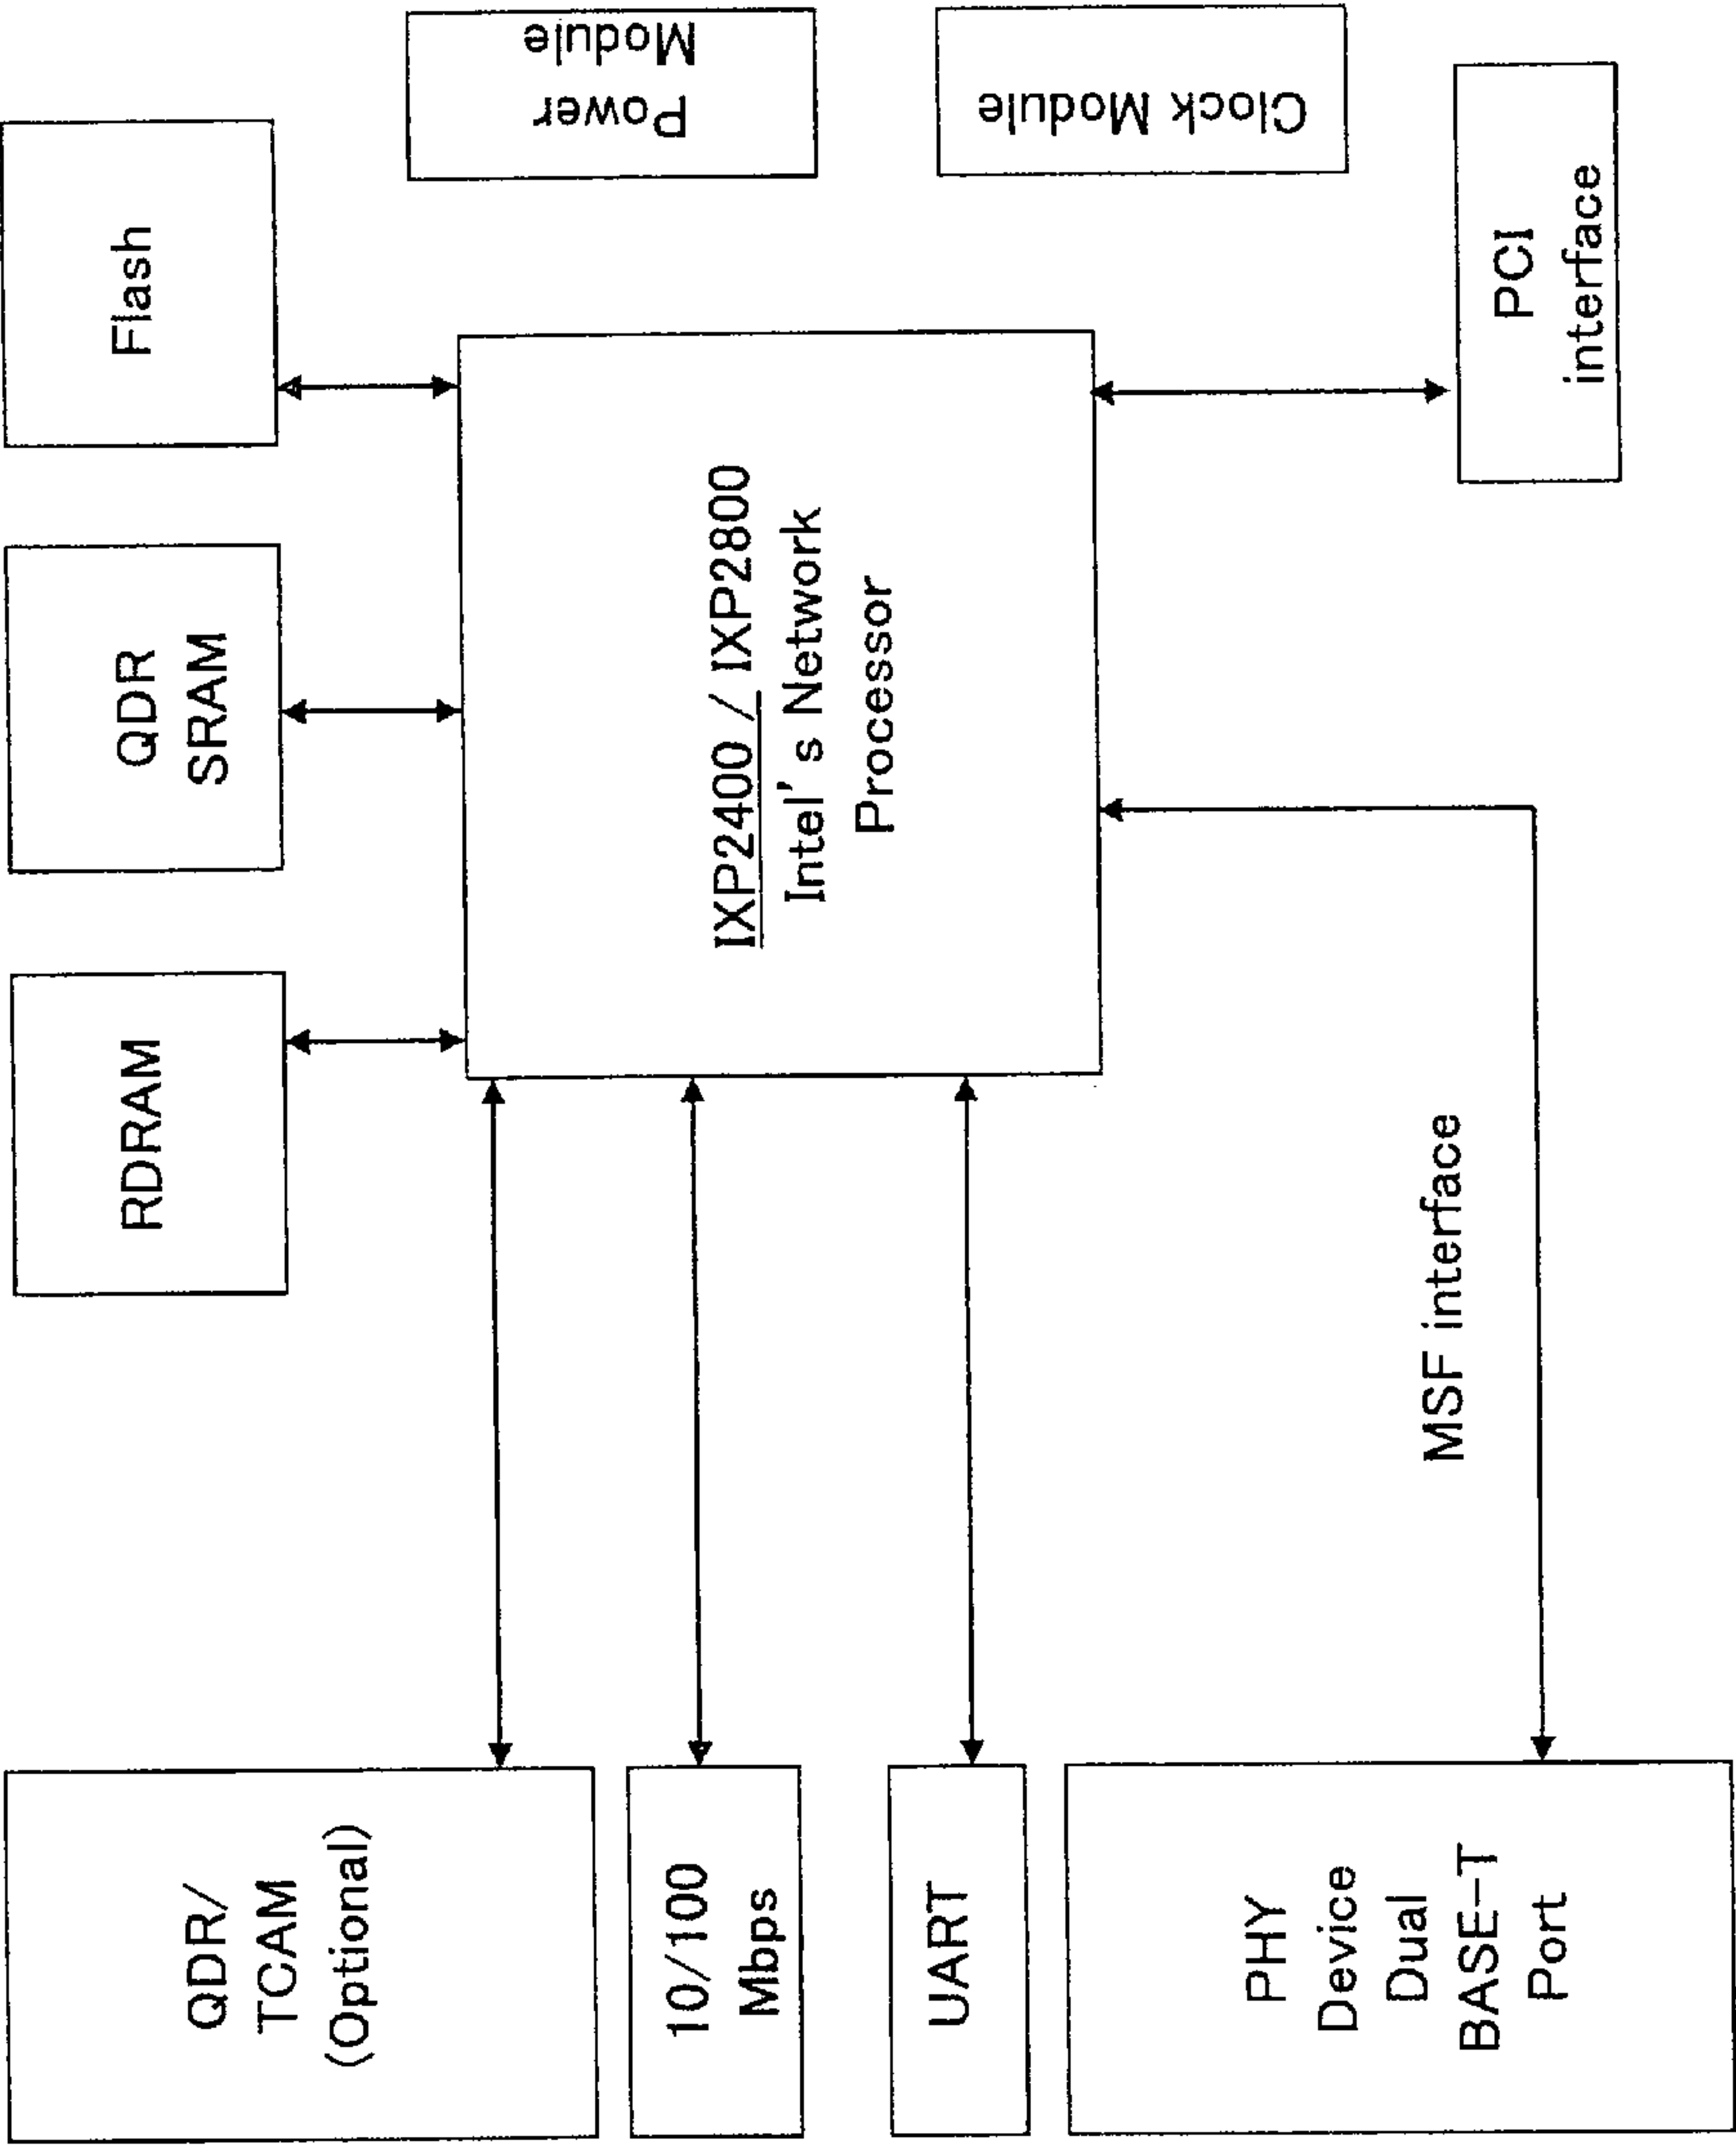 QDR/
TCAM
(Optional)
RDRAM
QDR
SRAM
Flash
Power
Module
10/100
Mbps
IXP2400 / IXP2800
Intel's Network
Processor
UART
Clock Module
PHY
Device
Dual
BASE-T
Port
MSF interface
PCI
interface